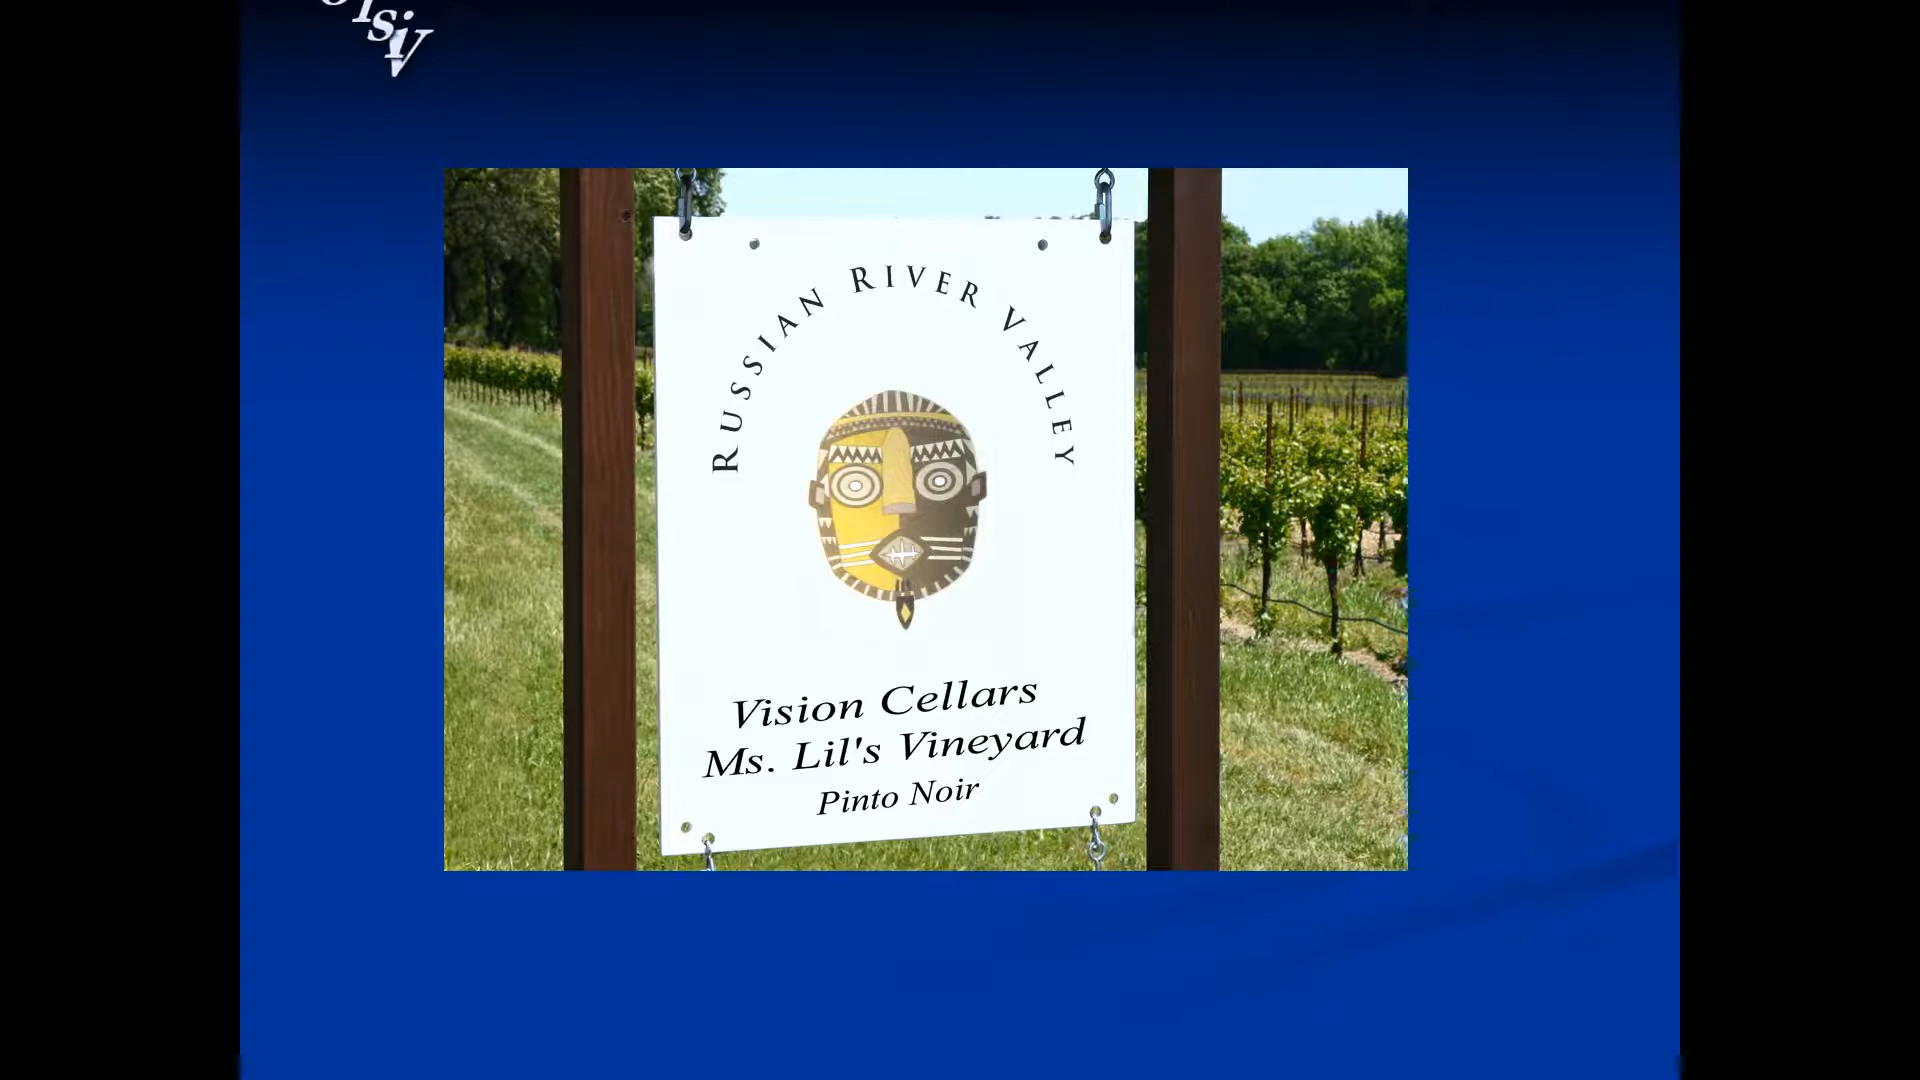 RUSSIAN RIVER VALLEY
Vision Cellars
Ms. Lil's Vineyard
Pinto Noir